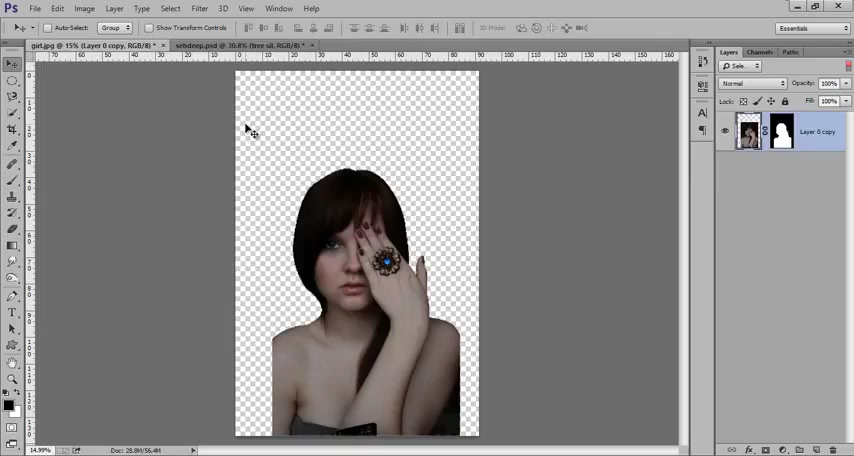 Ps File Edit Image Layer Type Select Filter 3D View Window Help
Auto-Select: Group Show Transform Controls 3D Mode: Essentials
girl.jpg @ 15% (Layer 0 copy, RGB/8) * × sehdeep.psd @ 30.8% (free sil, RGB/8) * ×
Layers Channels Paths
Sele...
Normal Opacity: 100%
Lock: Fill: 100%
Layer 0 copy
14.99% Doc: 28.8M/56.4M